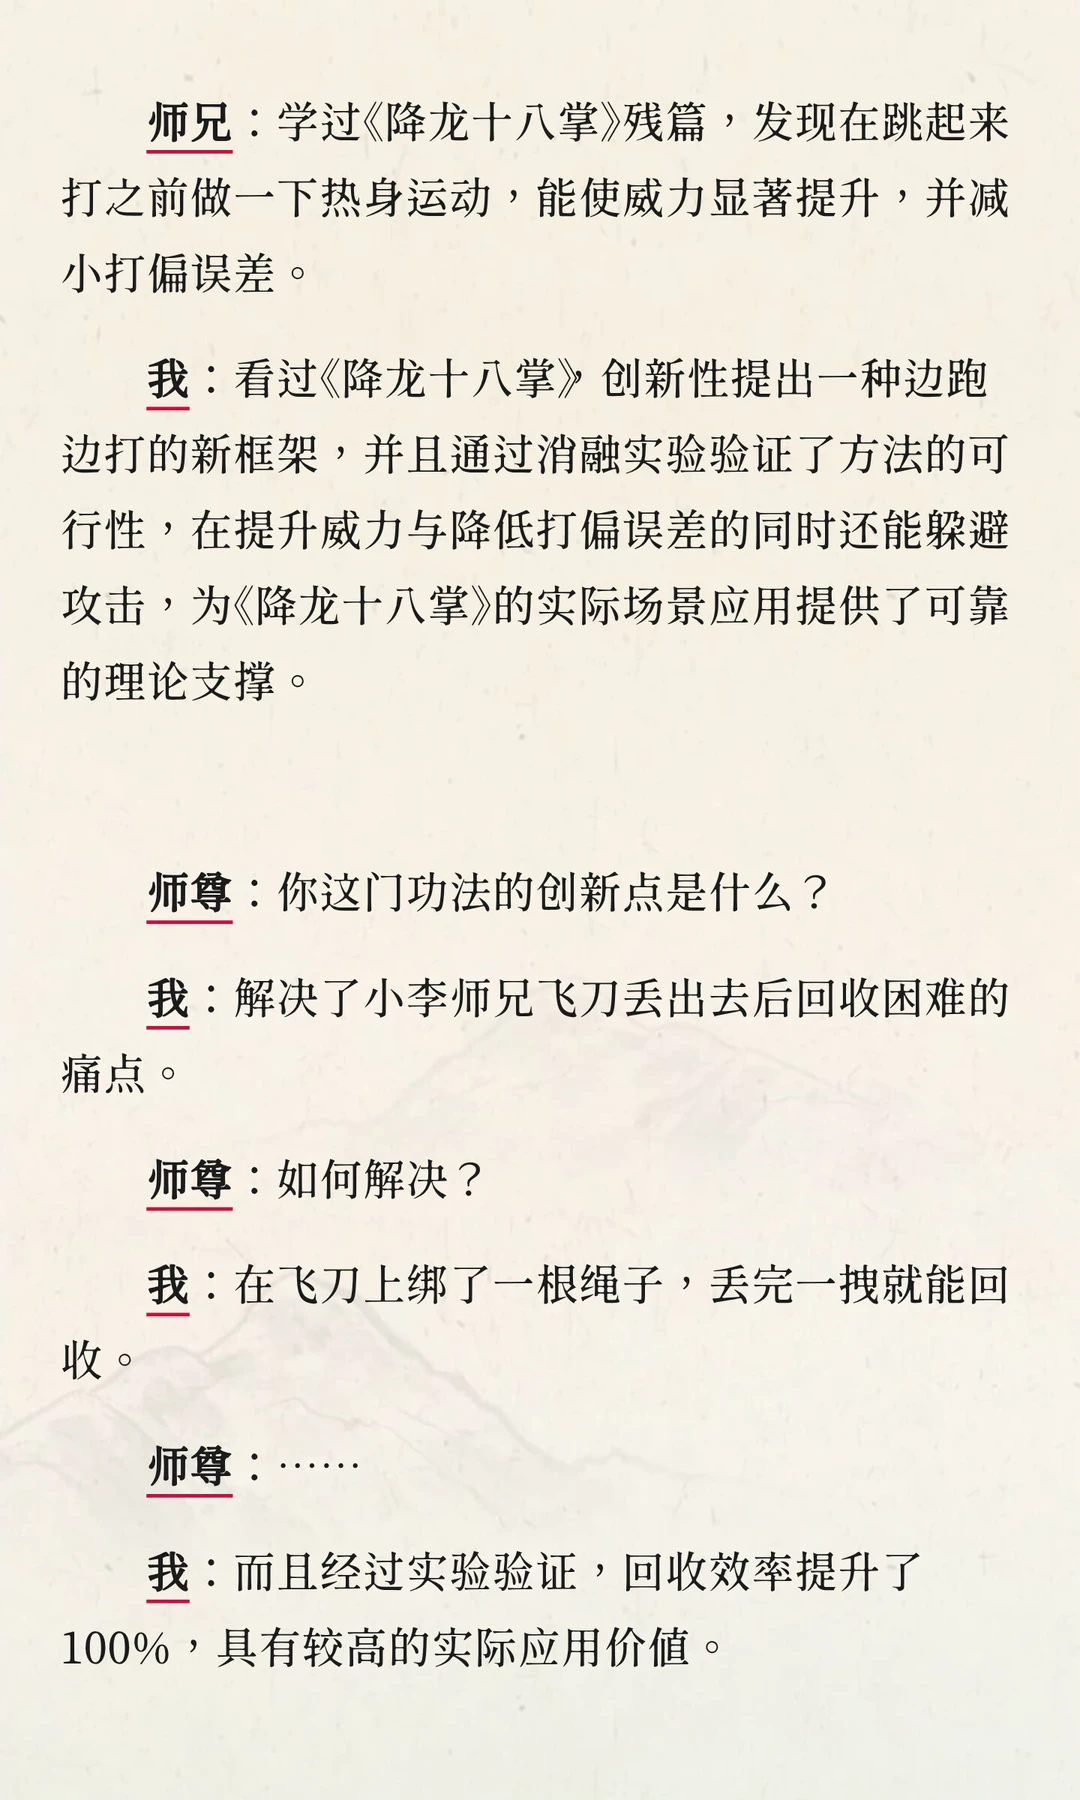 师兄：学过《降龙十八掌》残篇，发现在跳起来
打之前做一下热身运动，能使威力显著提升，并减
小打偏误差。
我：看过《降龙十八掌》，创新性提出一种边跑
边打的新框架，并且通过消融实验验证了方法的可
行性，在提升威力与降低打偏误差的同时还能躲避
攻击，为《降龙十八掌》的实际场景应用提供了可靠
的理论支撑。
师尊：你这门功法的创新点是什么？
我：解决了小李师兄飞刀丢出去后回收困难的
痛点。
师尊：如何解决？
我：在飞刀上绑了一根绳子，丢完一拽就能回
收。
师尊：……
我：而且经过实验验证，回收效率提升了
100%，具有较高的实际应用价值。